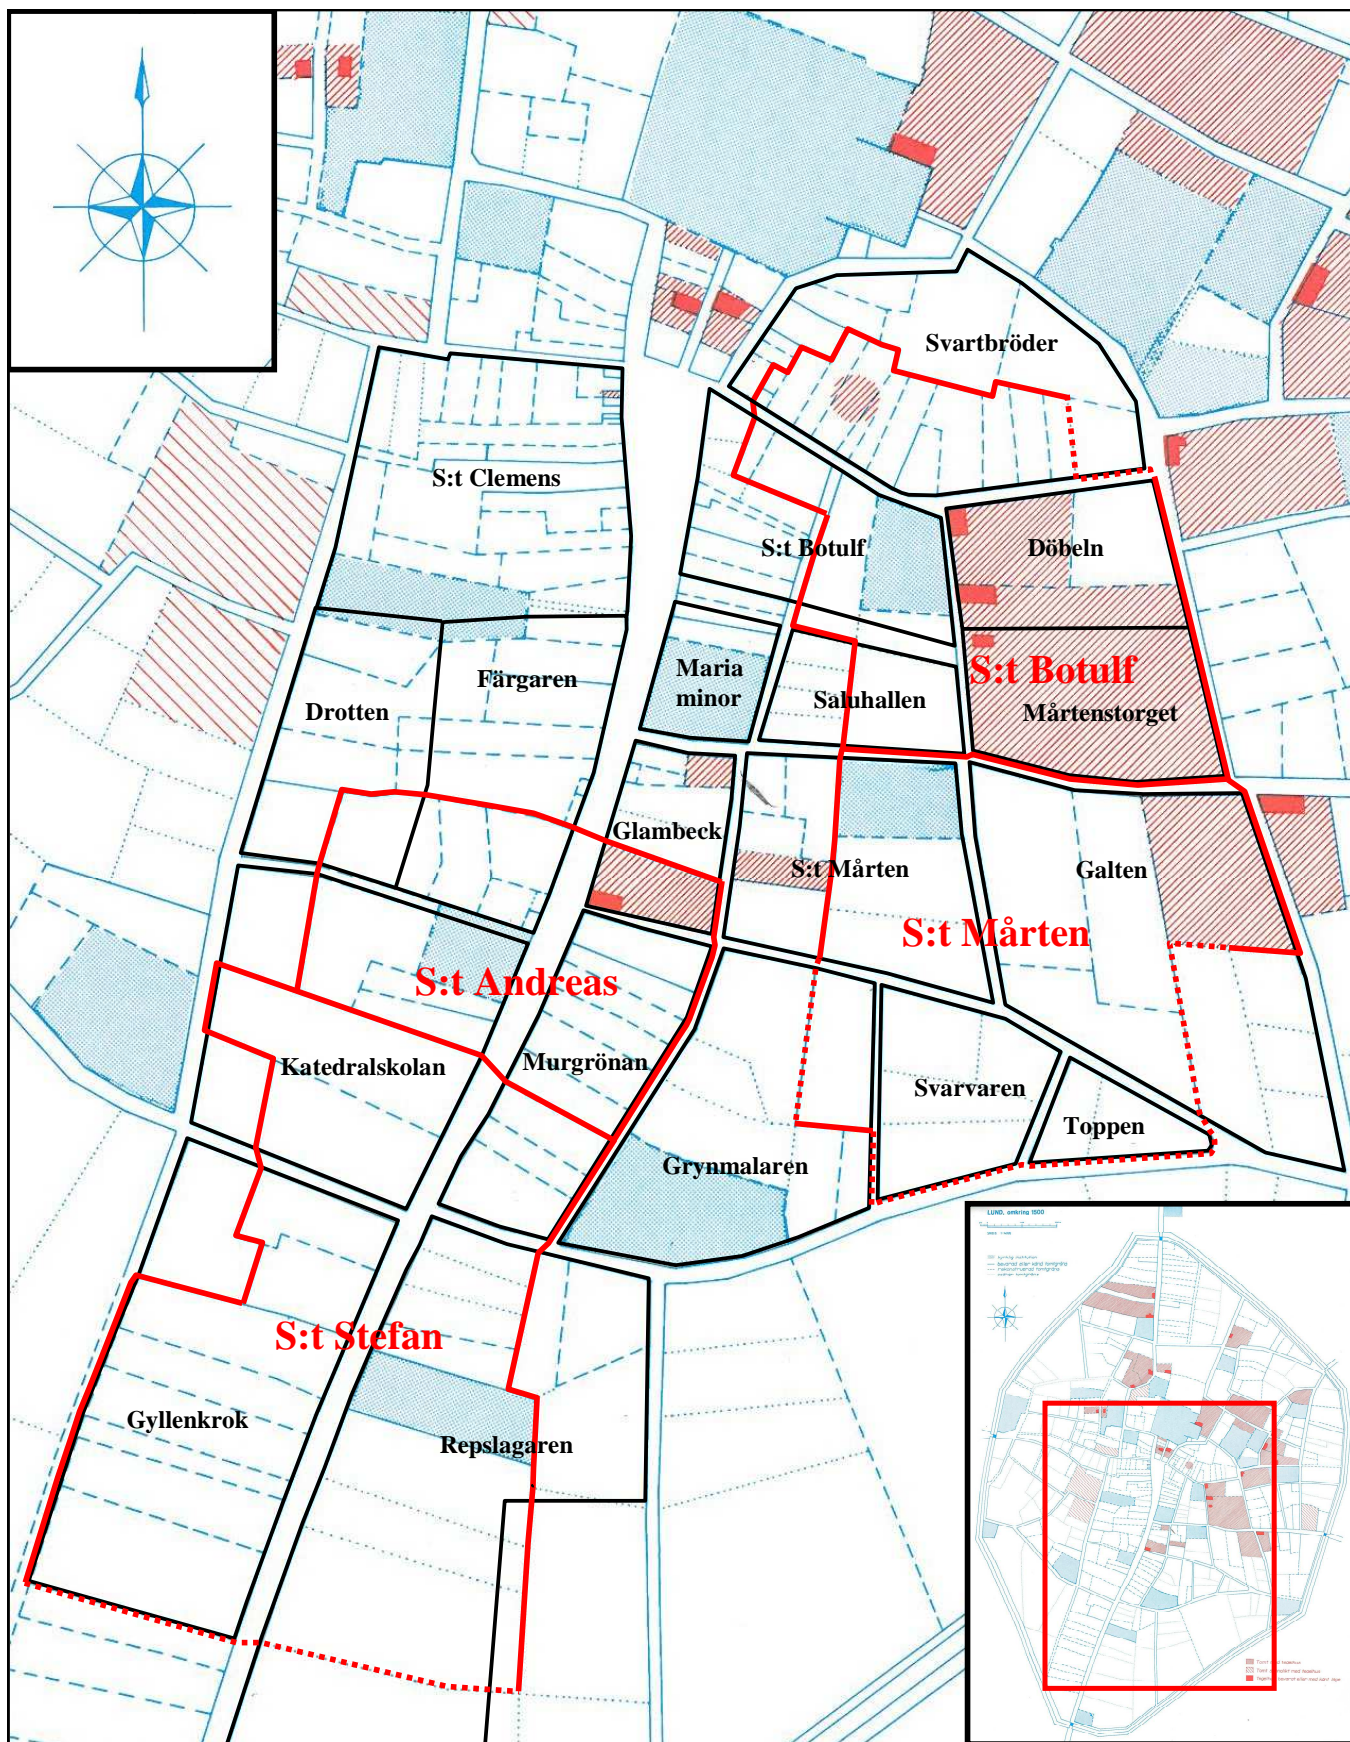 Svartbröder
S:t Clemens
S:t Botulf
Döbeln
S:t Botulf
Maria
minor
Färgaren
Drotten
Saluhallen
Mårtenstorget
Glambeck
S:t Mårten
Galten
S:t Mårten
S:t Andreas
Katedralskolan
Murgrönan
Svarvaren
Toppen
Grynmalaren
S:t Stefan
Gyllenkrok
Repslagaren
LUND, omkring 1500